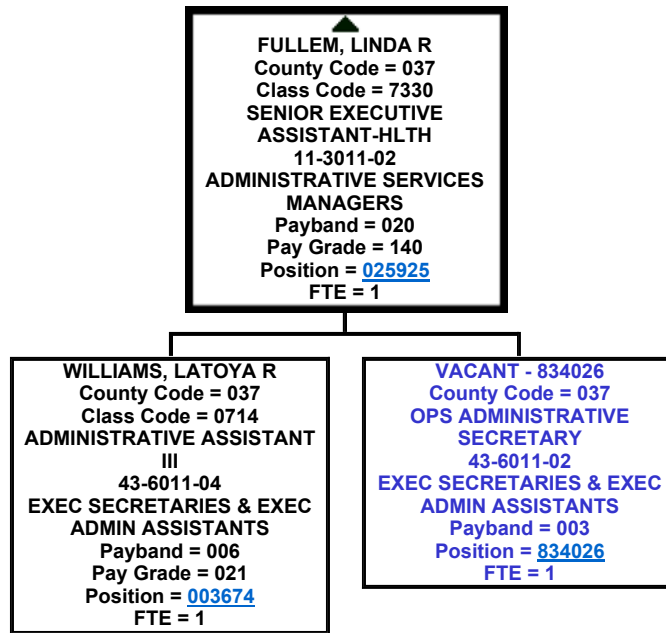 FULLEM, LINDA R
County Code = 037
Class Code = 7330
SENIOR EXECUTIVE
ASSISTANT-HLTH
11-3011-02
ADMINISTRATIVE SERVICES
MANAGERS
Payband = 020
Pay Grade = 140
Position = 025925
FTE = 1
WILLIAMS, LATOYA R
County Code = 037
Class Code = 0714
ADMINISTRATIVE ASSISTANT
III
43-6011-04
EXEC SECRETARIES & EXEC
ADMIN ASSISTANTS
Payband = 006
Pay Grade = 021
Position = 003674
FTE = 1
VACANT - 834026
County Code = 037
OPS ADMINISTRATIVE
SECRETARY
43-6011-02
EXEC SECRETARIES & EXEC
ADMIN ASSISTANTS
Payband = 003
Position = 834026
FTE = 1